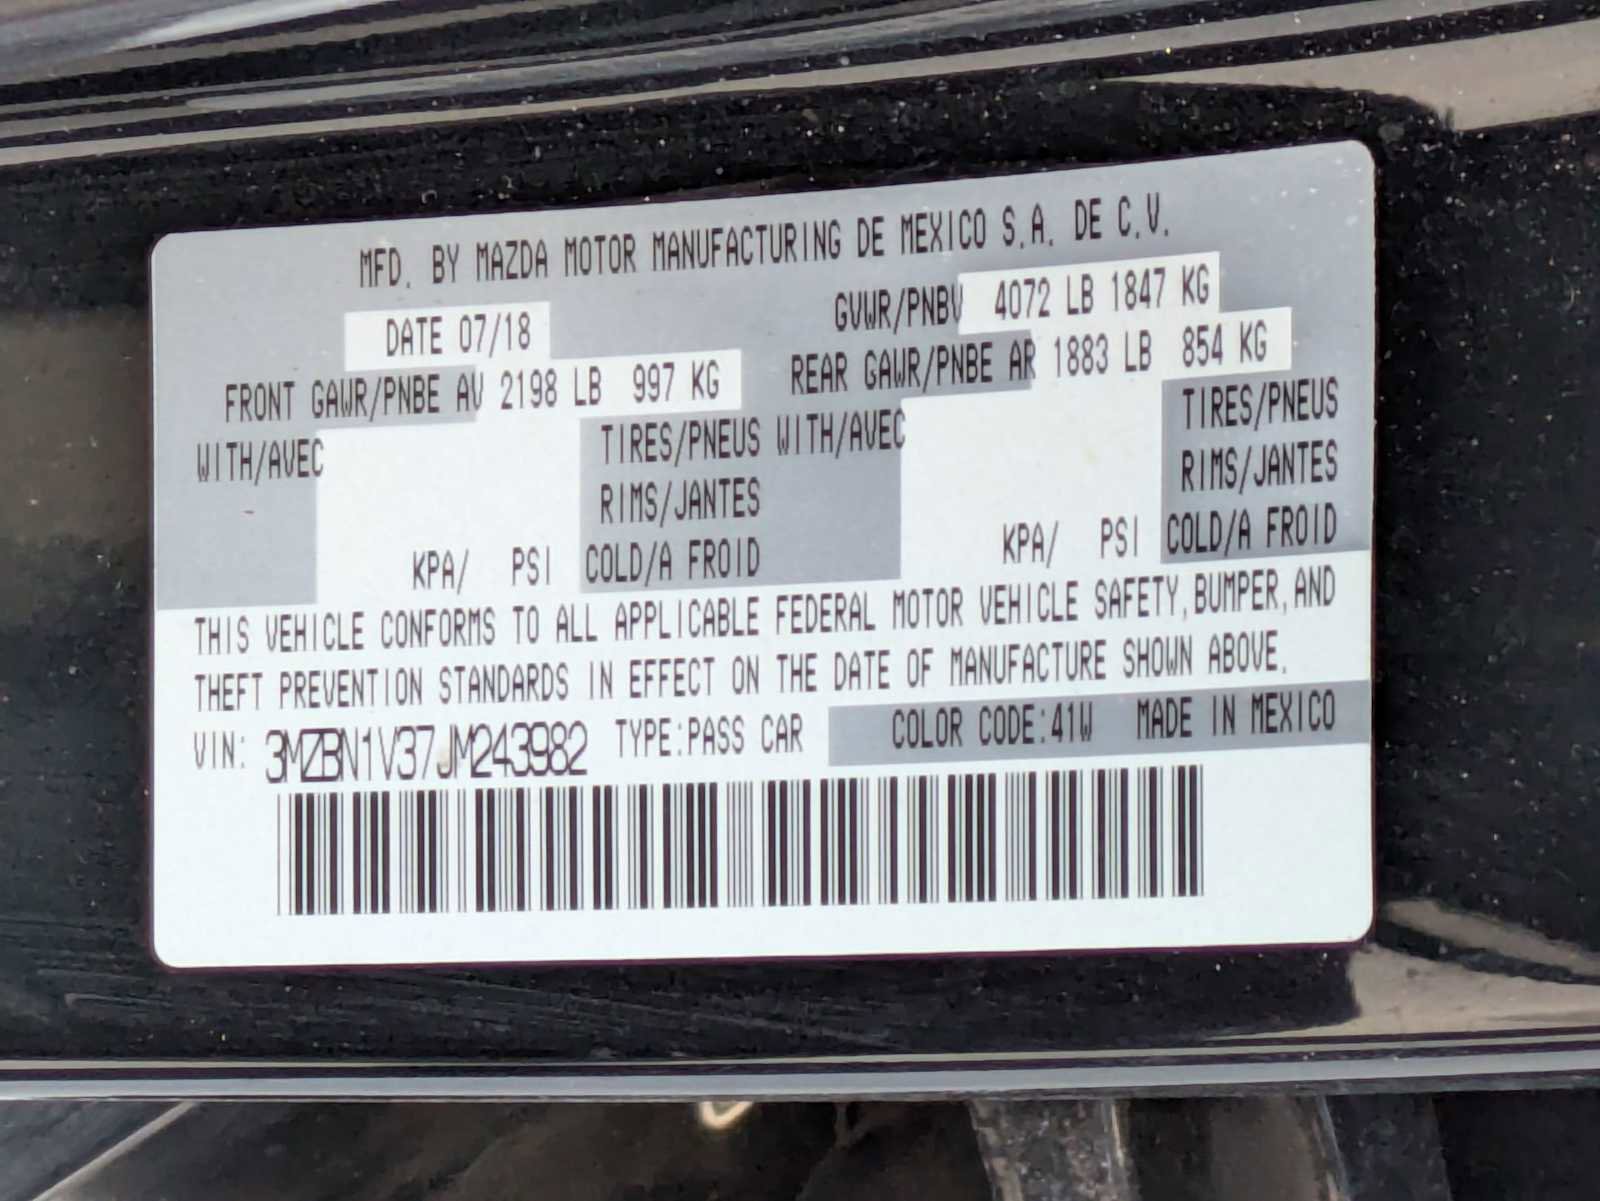 MFD. BY MAZDA MOTOR MANUFACTURING DE MEXICO S.A. DE C.V.
DATE 07/18 GVWR/PNBV 4072 LB 1847 KG
FRONT GAWR/PNBE AV 2198 LB 997 KG REAR GAWR/PNBE AR 1883 LB 854 KG
WITH/AVEC TIRES/PNEUS WITH/AVEC TIRES/PNEUS
RIMS/JANTES RIMS/JANTES
KPA/ PSI COLD/A FROID KPA/ PSI COLD/A FROID
THIS VEHICLE CONFORMS TO ALL APPLICABLE FEDERAL MOTOR VEHICLE SAFETY, BUMPER, AND
THEFT PREVENTION STANDARDS IN EFFECT ON THE DATE OF MANUFACTURE SHOWN ABOVE.
VIN: 3MZBN1V37JM243982 TYPE:PASS CAR COLOR CODE:41W MADE IN MEXICO